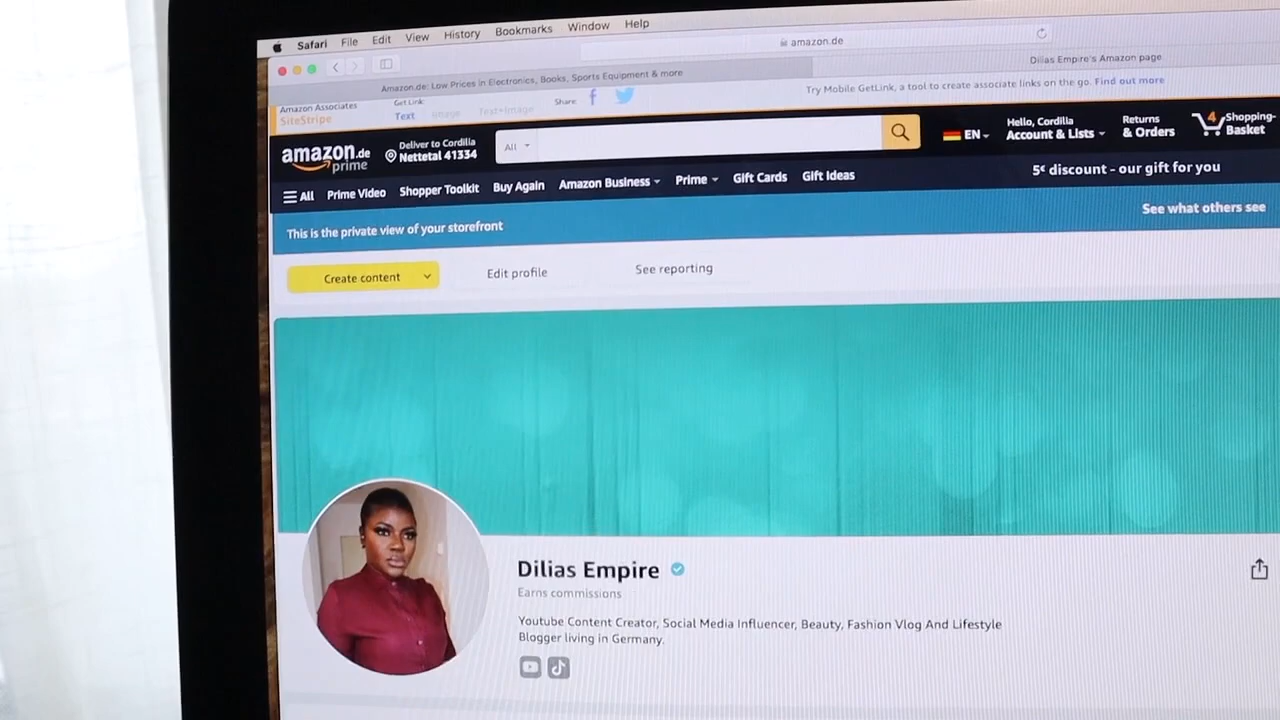 Safari File Edit View History Bookmarks Window Help
amazon.de
Amazon.de: Low Prices in Electronics, Books, Sports Equipment & more
Dilias Empire's Amazon page
Amazon Associates
SiteStripe
Get Link:
Text Image Text+Image
Share:
Try Mobile GetLink, a tool to create associate links on the go. Find out more
amazon.de
prime
Deliver to Cordilla
Nettetal 41334
All
EN
Hello, Cordilla
Account & Lists
Returns
& Orders
4
Shopping-
Basket
All Prime Video Shopper Toolkit Buy Again Amazon Business Prime Gift Cards Gift Ideas
5€ discount - our gift for you
This is the private view of your storefront
See what others see
Create content
Edit profile
See reporting
Dilias Empire
Earns commissions
Youtube Content Creator, Social Media Influencer, Beauty, Fashion Vlog And Lifestyle
Blogger living in Germany.